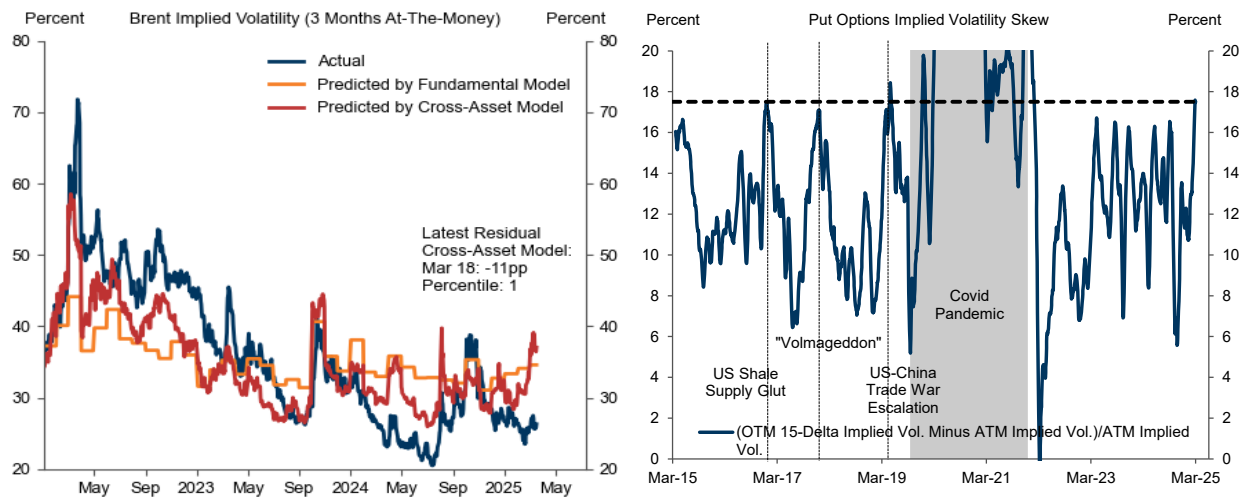 Percent Brent Implied Volatility (3 Months At-The-Money) Percent
80 80
Actual
Predicted by Fundamental Model
Predicted by Cross-Asset Model
70 70
60 60
Latest Residual
Cross-Asset Model:
Mar 18: -11pp
Percentile: 1
50 50
40 40
30 30
20 20
May Sep 2023 May Sep 2024 May Sep 2025 May
Percent Put Options Implied Volatility Skew Percent
20 20
18 18
16 16
14 14
12 12
10 10
8 8
Covid
Pandemic
6 6
"Volmageddon"
4 4
US Shale
Supply Glut
US-China
Trade War
Escalation
2 2
(OTM 15-Delta Implied Vol. Minus ATM Implied Vol.)/ATM Implied
Vol.
0 0
Mar-15 Mar-17 Mar-19 Mar-21 Mar-23 Mar-25